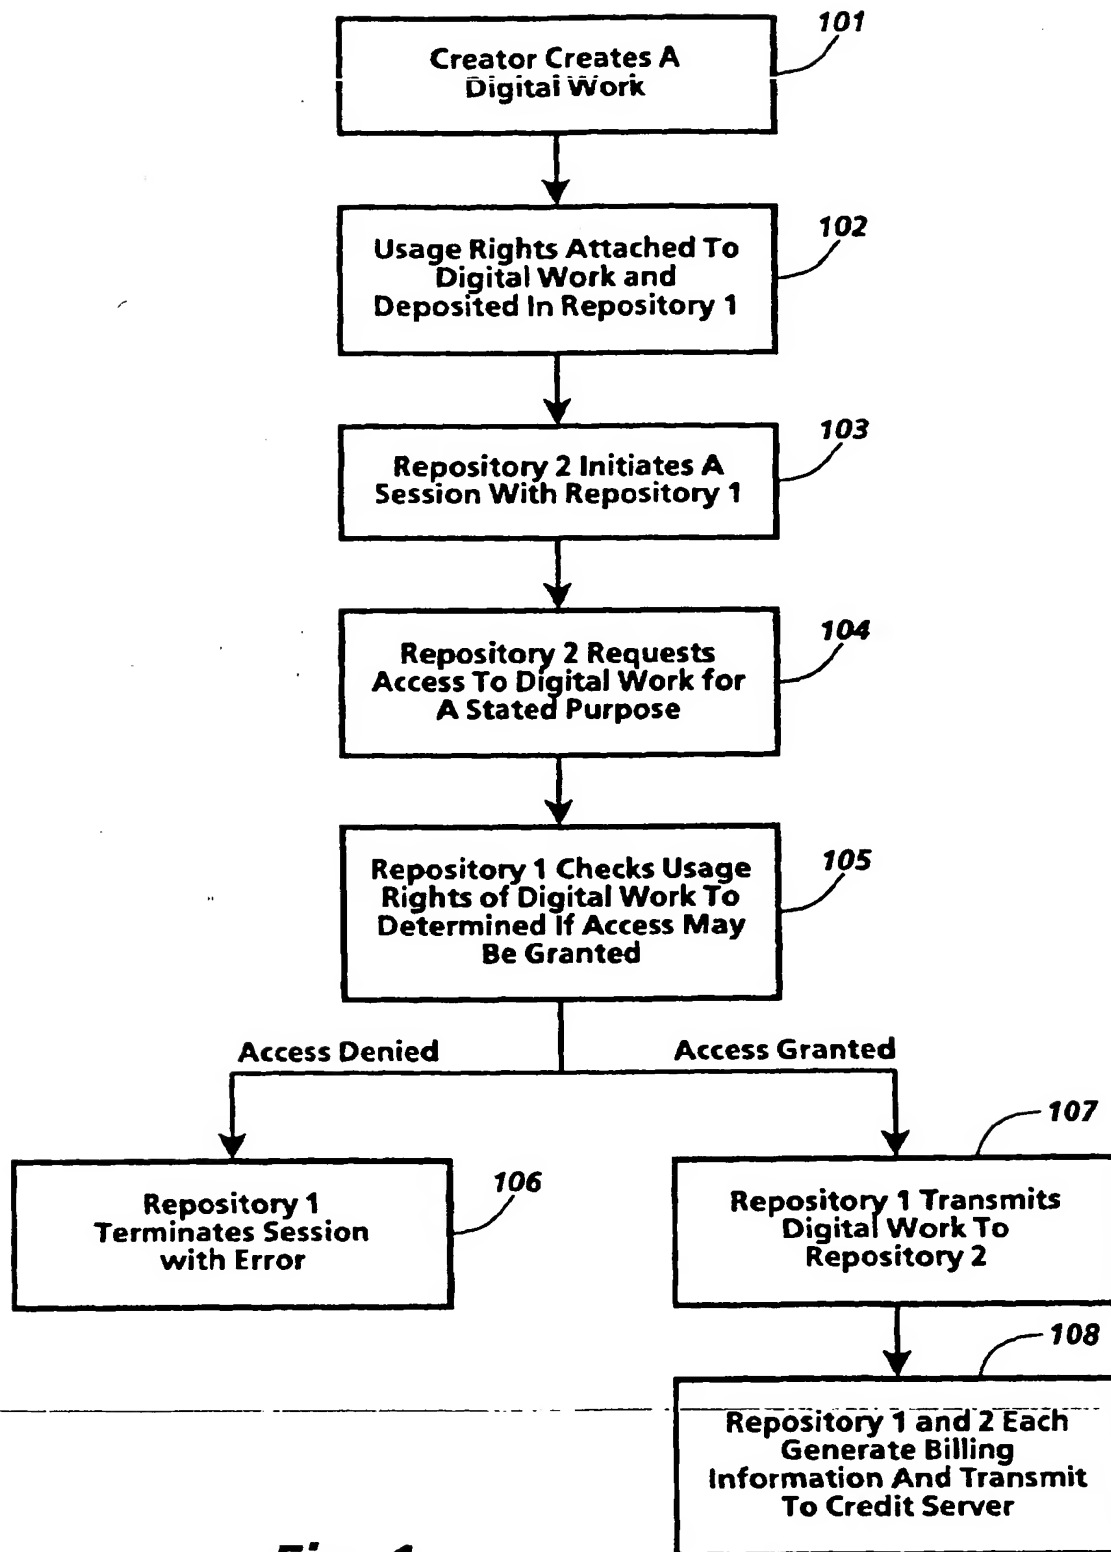 101
Creator Creates A
Digital Work
102
Usage Rights Attached To
Digital Work and
Deposited In Repository 1
103
Repository 2 Initiates A
Session With Repository 1
104
Repository 2 Requests
Access To Digital Work for
A Stated Purpose
105
Repository 1 Checks Usage
Rights of Digital Work To
Determined If Access May
Be Granted
Access Denied
Access Granted
106
Repository 1
Terminates Session
with Error
107
Repository 1 Transmits
Digital Work To
Repository 2
108
Repository 1 and 2 Each
Generate Billing
Information And Transmit
To Credit Server